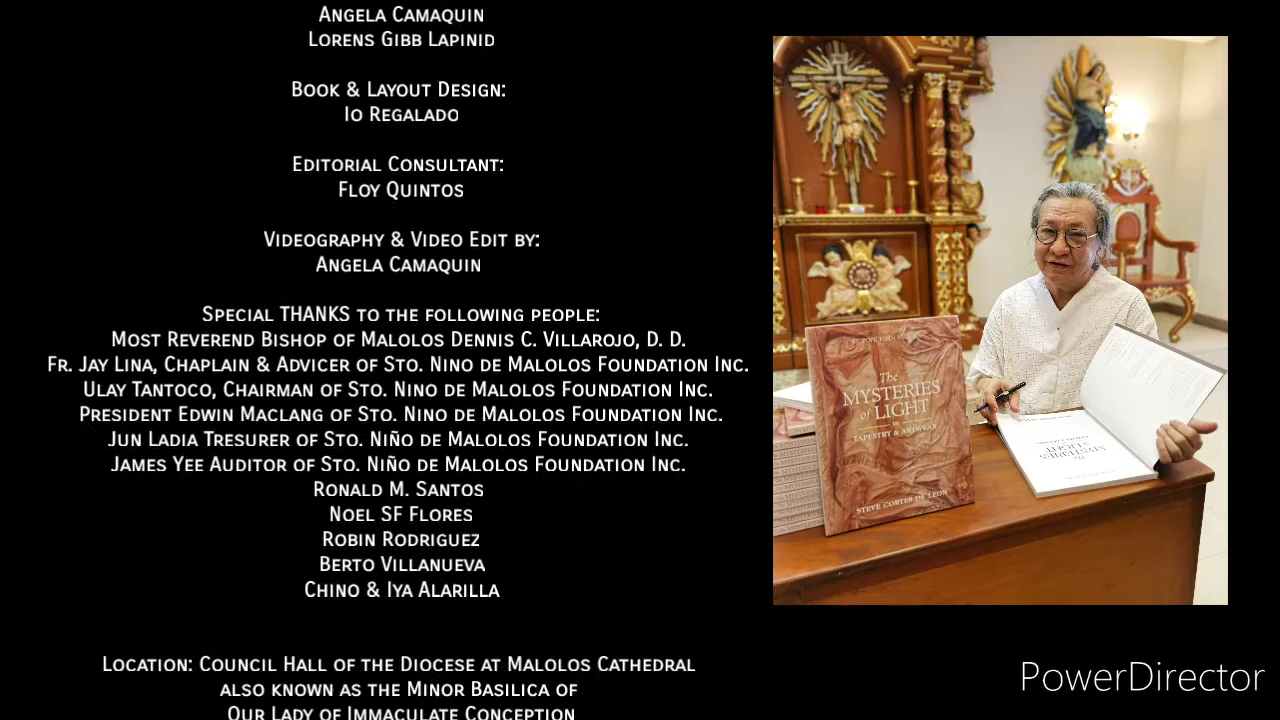 Angela Camaquin
Lorens Gibb Lapinid
Book & Layout Design:
Io Regalado
Editorial Consultant:
Floy Quintos
Videography & Video Edit by:
Angela Camaquin
Special THANKS to the following people:
Most Reverend Bishop of Malolos Dennis C. Villarojo, D. D.
Fr. Jay Lina, Chaplain & Advicer of Sto. Nino de Malolos Foundation Inc.
Ulay Tantoco, Chairman of Sto. Nino de Malolos Foundation Inc.
President Edwin Maclang of Sto. Nino de Malolos Foundation Inc.
Jun Ladia Tresurer of Sto. Niño de Malolos Foundation Inc.
James Yee Auditor of Sto. Niño de Malolos Foundation Inc.
Ronald M. Santos
Noel SF Flores
Robin Rodriguez
Berto Villanueva
Chino & Iya Alarilla
Location: Council Hall of the Diocese at Malolos Cathedral
also known as the Minor Basilica of
Our Lady of Immaculate Conception
The
MYSTERIES
of LIGHT
in
TAPESTRY & ARTWEAR
STEVE CORTES DE LEON
The
MYSTERIES
of LIGHT
PowerDirector